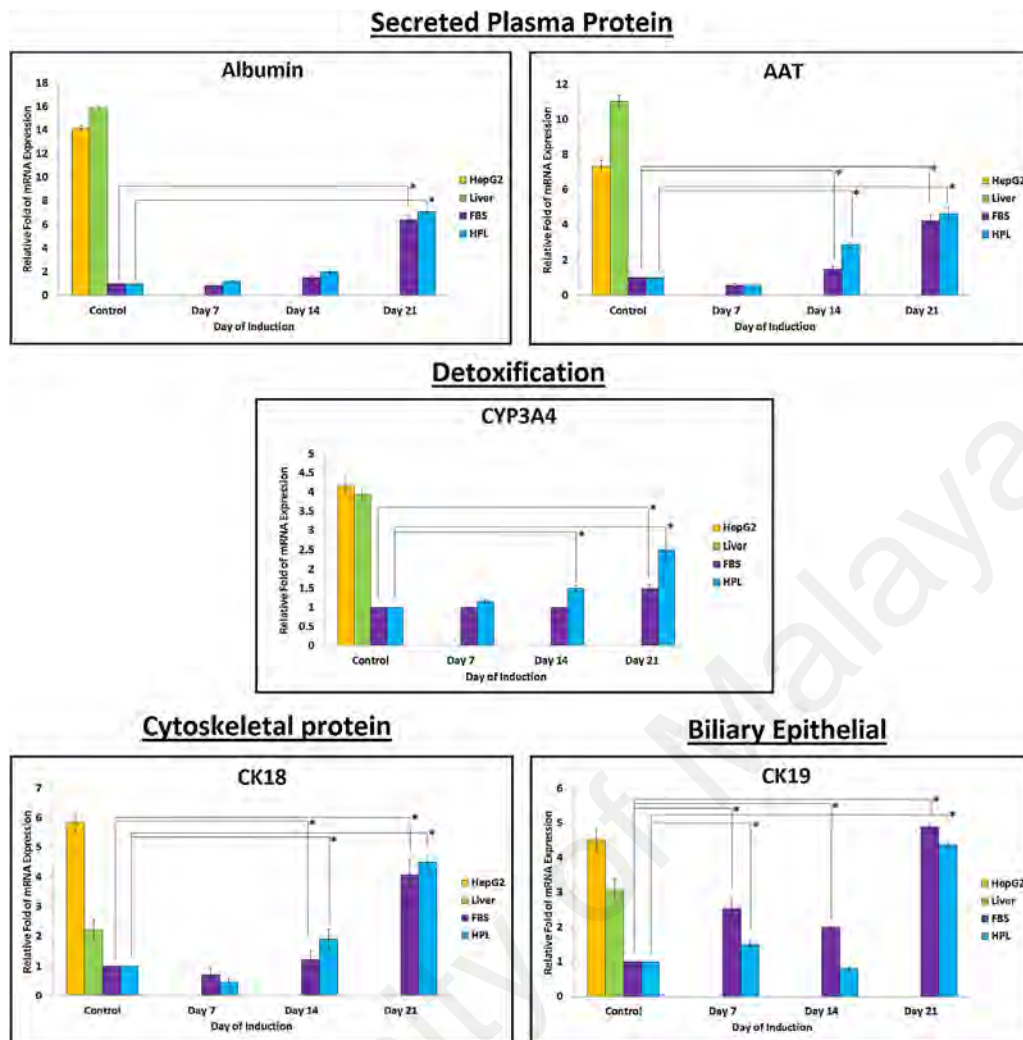 Secreted Plasma Protein
Albumin
Relative Fold of mRNA Expression
18
16
14
12
10
8
6
4
2
0
* *
Control Day 7 Day 14 Day 21
Day of Induction
HepG2
Liver
FBS
HPL
AAT
Relative Fold of mRNA Expression
12
10
8
6
4
2
0
* * * *
Control Day 7 Day 14 Day 21
Day of Induction
HepG2
Liver
FBS
HPL
Detoxification
CYP3A4
Relative Fold of mRNA Expression
5
4.5
4
3.5
3
2.5
2
1.5
1
0.5
0
* * *
Control Day 7 Day 14 Day 21
Day of Induction
HepG2
Liver
FBS
HPL
Cytoskeletal protein
CK18
Relative Fold of mRNA Expression
7
6
5
4
3
2
1
0
* * * *
Control Day 7 Day 14 Day 21
Day of Induction
HepG2
Liver
FBS
HPL
Biliary Epithelial
CK19
Relative Fold of mRNA Expression
6
5
4
3
2
1
0
* * * * *
Control Day 7 Day 14 Day 21
Day of Induction
HepG2
Liver
FBS
HPL
ity of Malaya